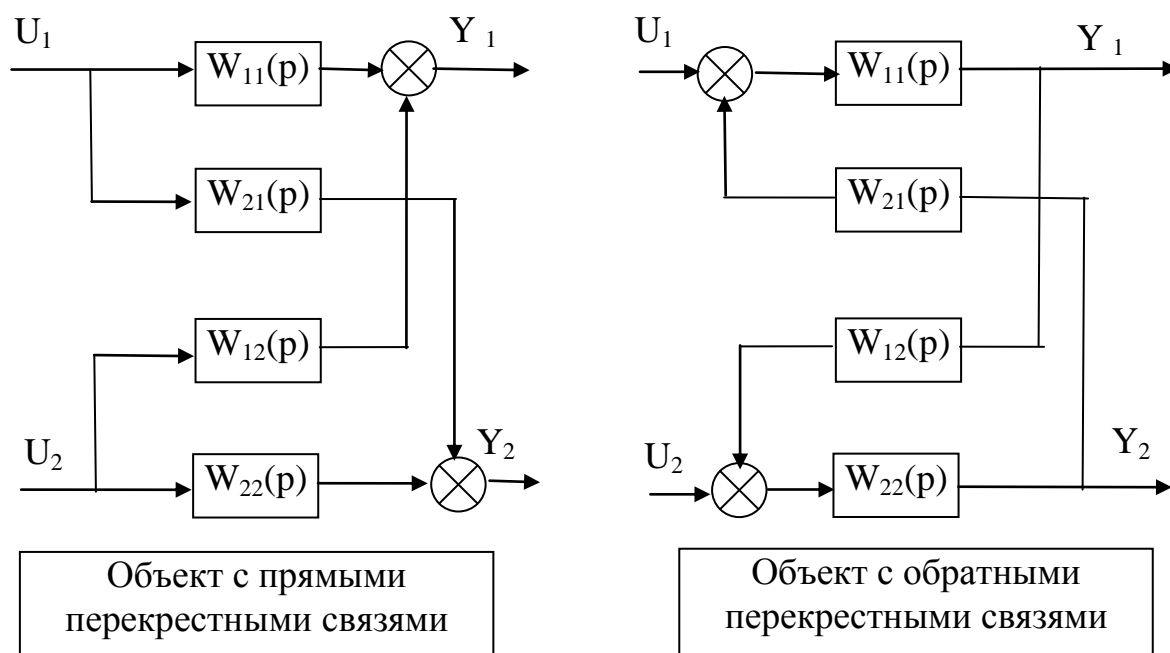 U₁
Y ₁
W₁₁(p)
W₂₁(p)
W₁₂(p)
U₂
Y₂
W₂₂(p)
Объект с прямыми
перекрестными связями
U₁
Y ₁
W₁₁(p)
W₂₁(p)
W₁₂(p)
U₂
Y₂
W₂₂(p)
Объект с обратными
перекрестными связями